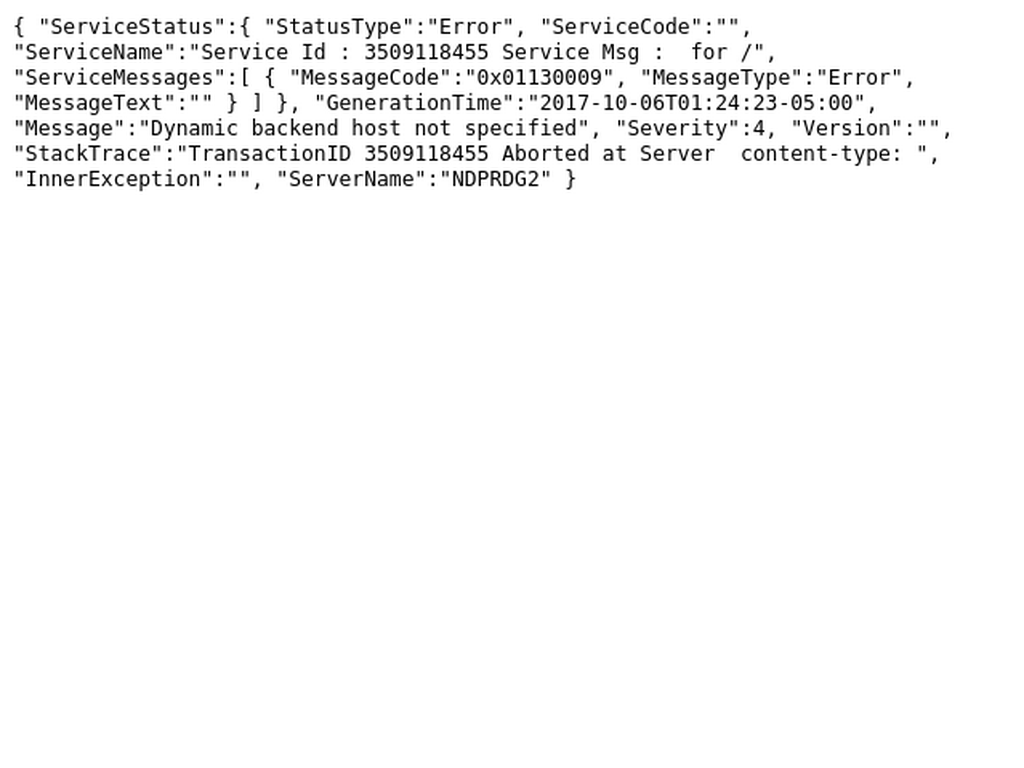 { "ServiceStatus":{ "StatusType":"Error", "ServiceCode":"",
"ServiceName":"Service Id : 3509118455 Service Msg :  for /",
"ServiceMessages":[ { "MessageCode":"0x01130009", "MessageType":"Error",
"MessageText":"" } ] }, "GenerationTime":"2017-10-06T01:24:23-05:00",
"Message":"Dynamic backend host not specified", "Severity":4, "Version":"",
"StackTrace":"TransactionID 3509118455 Aborted at Server  content-type: ",
"InnerException":"", "ServerName":"NDPRDG2" }